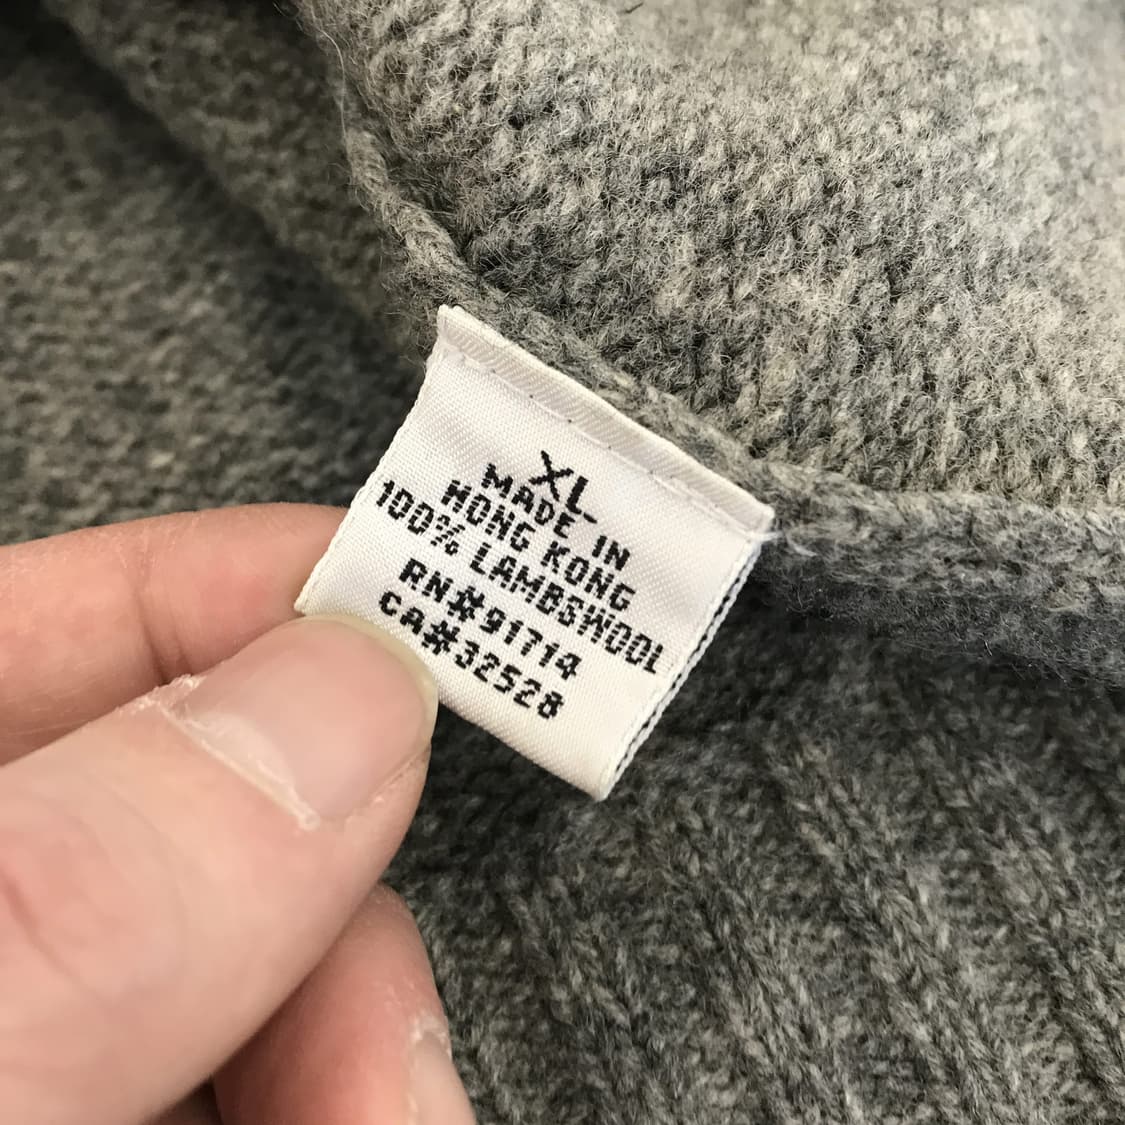 XL
MADE IN
HONG KONG
100% LAMBSWOOL
RN#91714
CA#32528